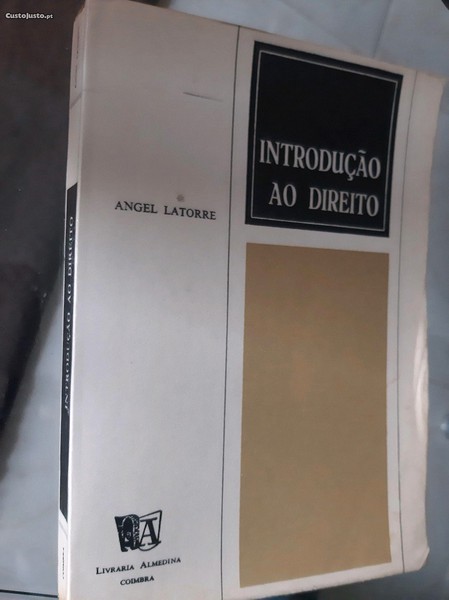 CustoJusto.pt
INTRODUÇÃO
AO DIREITO
ANGEL LATORRE
INTRODUÇÃO AO DIREITO
A
LIVRARIA ALMEDINA
COIMBRA